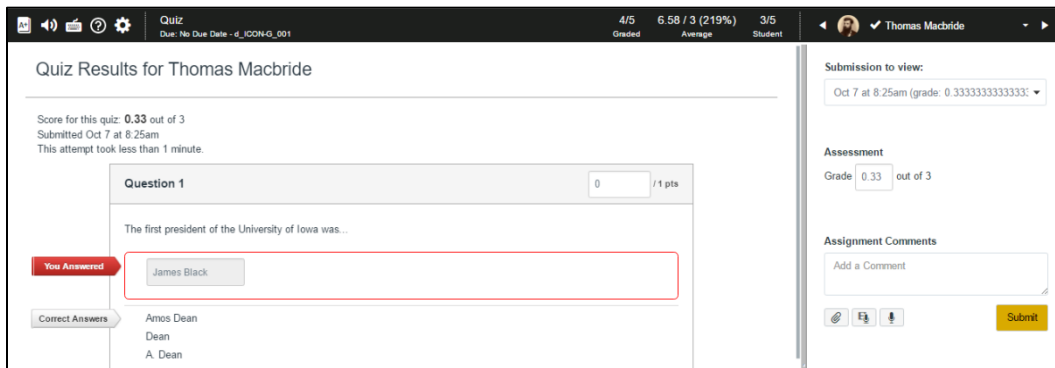 A+
Quiz
Due: No Due Date - d_ICON-G_001
4/5
Graded
6.58 / 3 (219%)
Average
3/5
Student
Thomas Macbride
Quiz Results for Thomas Macbride
Score for this quiz: 0.33 out of 3
Submitted Oct 7 at 8:25am
This attempt took less than 1 minute.
Question 1
0 / 1 pts
The first president of the University of Iowa was...
You Answered
James Black
Correct Answers
Amos Dean
Dean
A. Dean
Submission to view:
Oct 7 at 8:25am (grade: 0.3333333333333:
Assessment
Grade 0.33 out of 3
Assignment Comments
Add a Comment
Submit